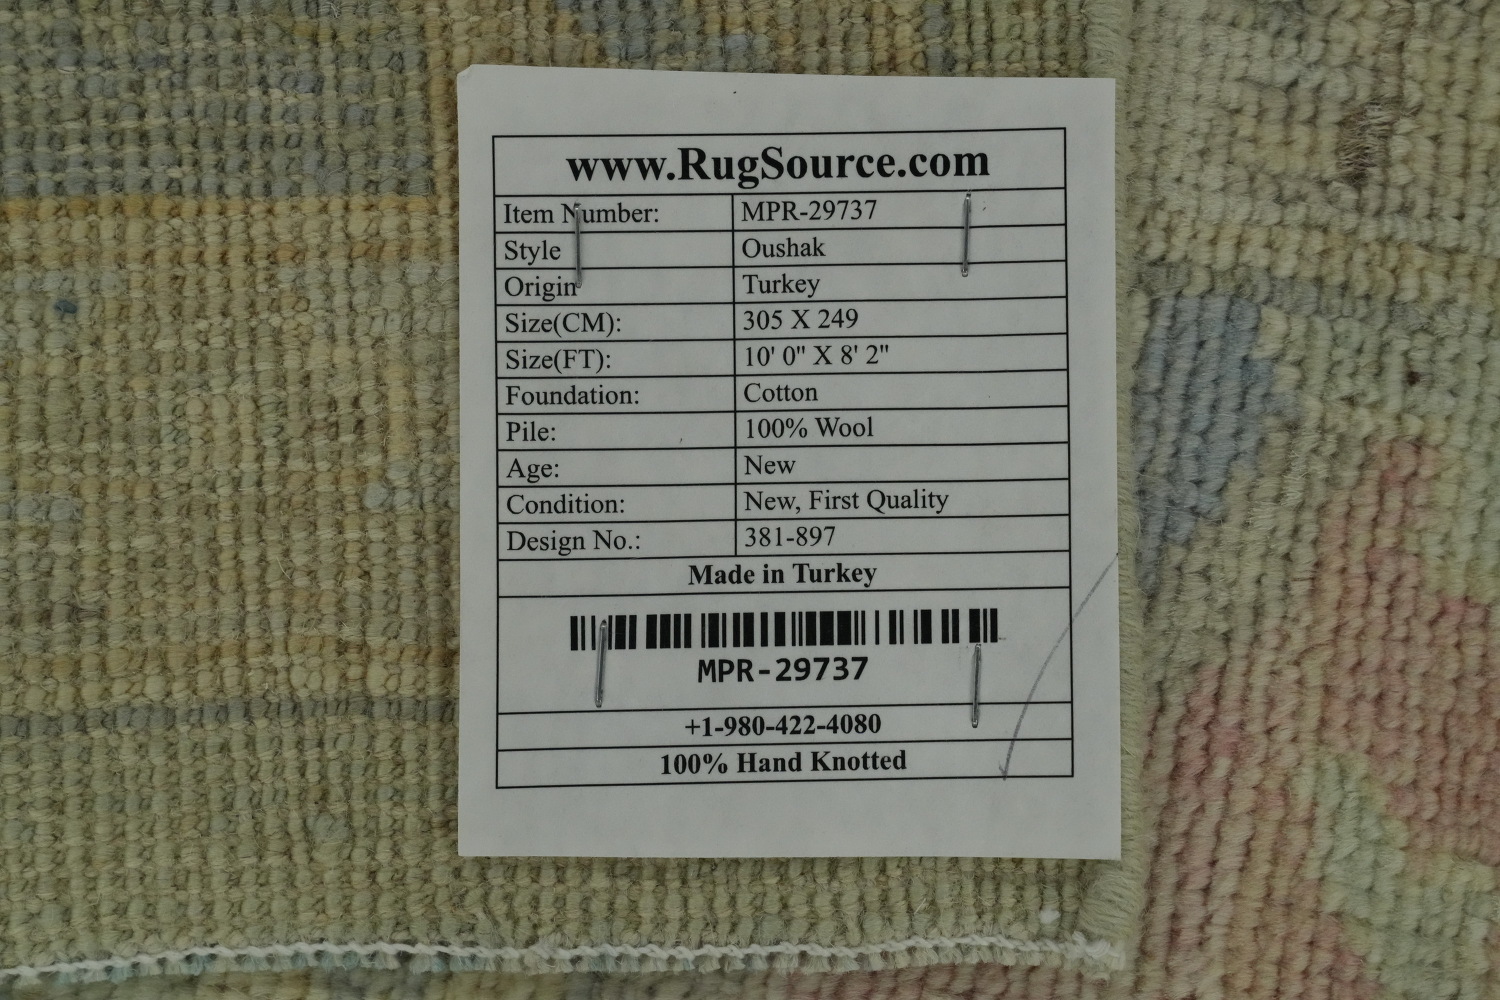 www.RugSource.com
Item Number: MPR-29737
Style Oushak
Origin Turkey
Size(CM): 305 X 249
Size(FT): 10' 0" X 8' 2"
Foundation: Cotton
Pile: 100% Wool
Age: New
Condition: New, First Quality
Design No.: 381-897
Made in Turkey
MPR-29737
+1-980-422-4080
100% Hand Knotted